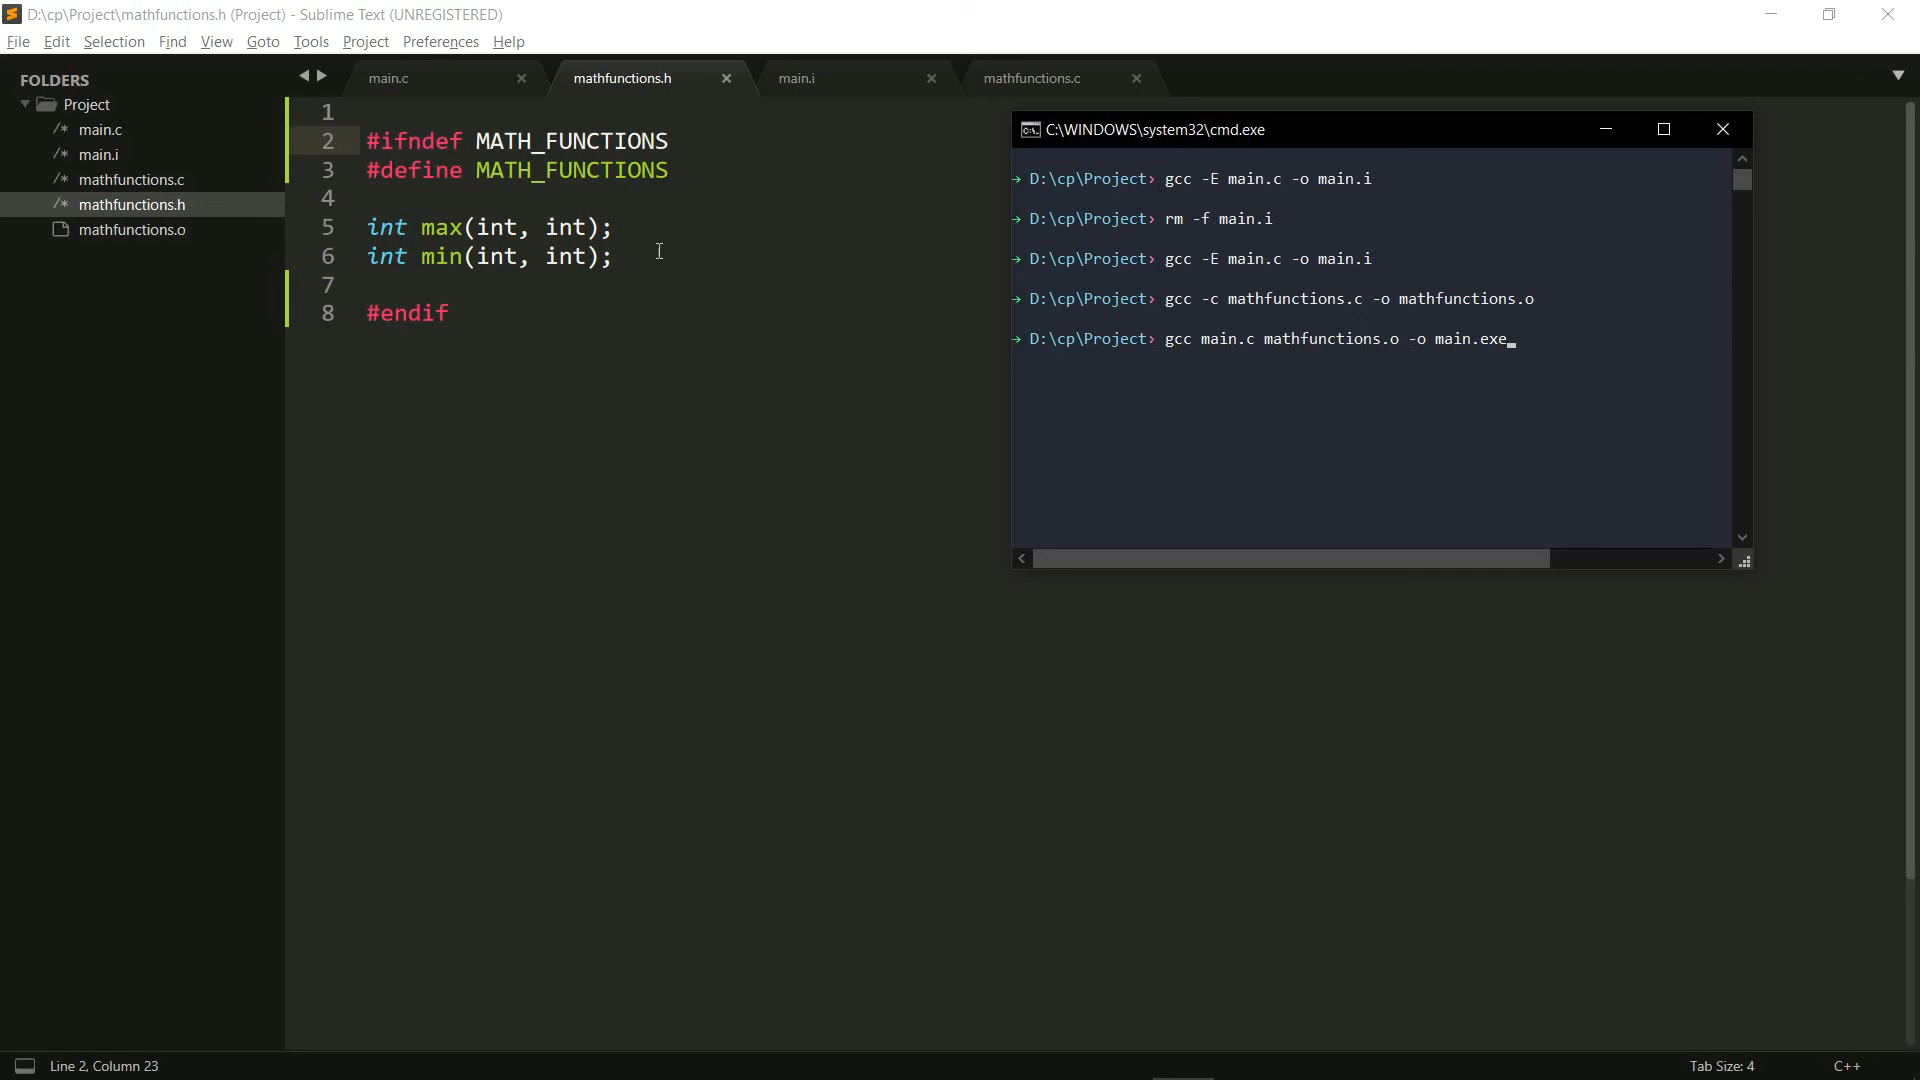 D:\cp\Project\mathfunctions.h (Project) - Sublime Text (UNREGISTERED)
File Edit Selection Find View Goto Tools Project Preferences Help
FOLDERS
Project
/* main.c
/* main.i
/* mathfunctions.c
/* mathfunctions.h
mathfunctions.o
main.c mathfunctions.h main.i mathfunctions.c
1
2 #ifndef MATH_FUNCTIONS
3 #define MATH_FUNCTIONS
4
5 int max(int, int);
6 int min(int, int);
7
8 #endif
C:\WINDOWS\system32\cmd.exe
→ D:\cp\Project› gcc -E main.c -o main.i
→ D:\cp\Project› rm -f main.i
→ D:\cp\Project› gcc -E main.c -o main.i
→ D:\cp\Project› gcc -c mathfunctions.c -o mathfunctions.o
→ D:\cp\Project› gcc main.c mathfunctions.o -o main.exe
Line 2, Column 23
Tab Size: 4
C++